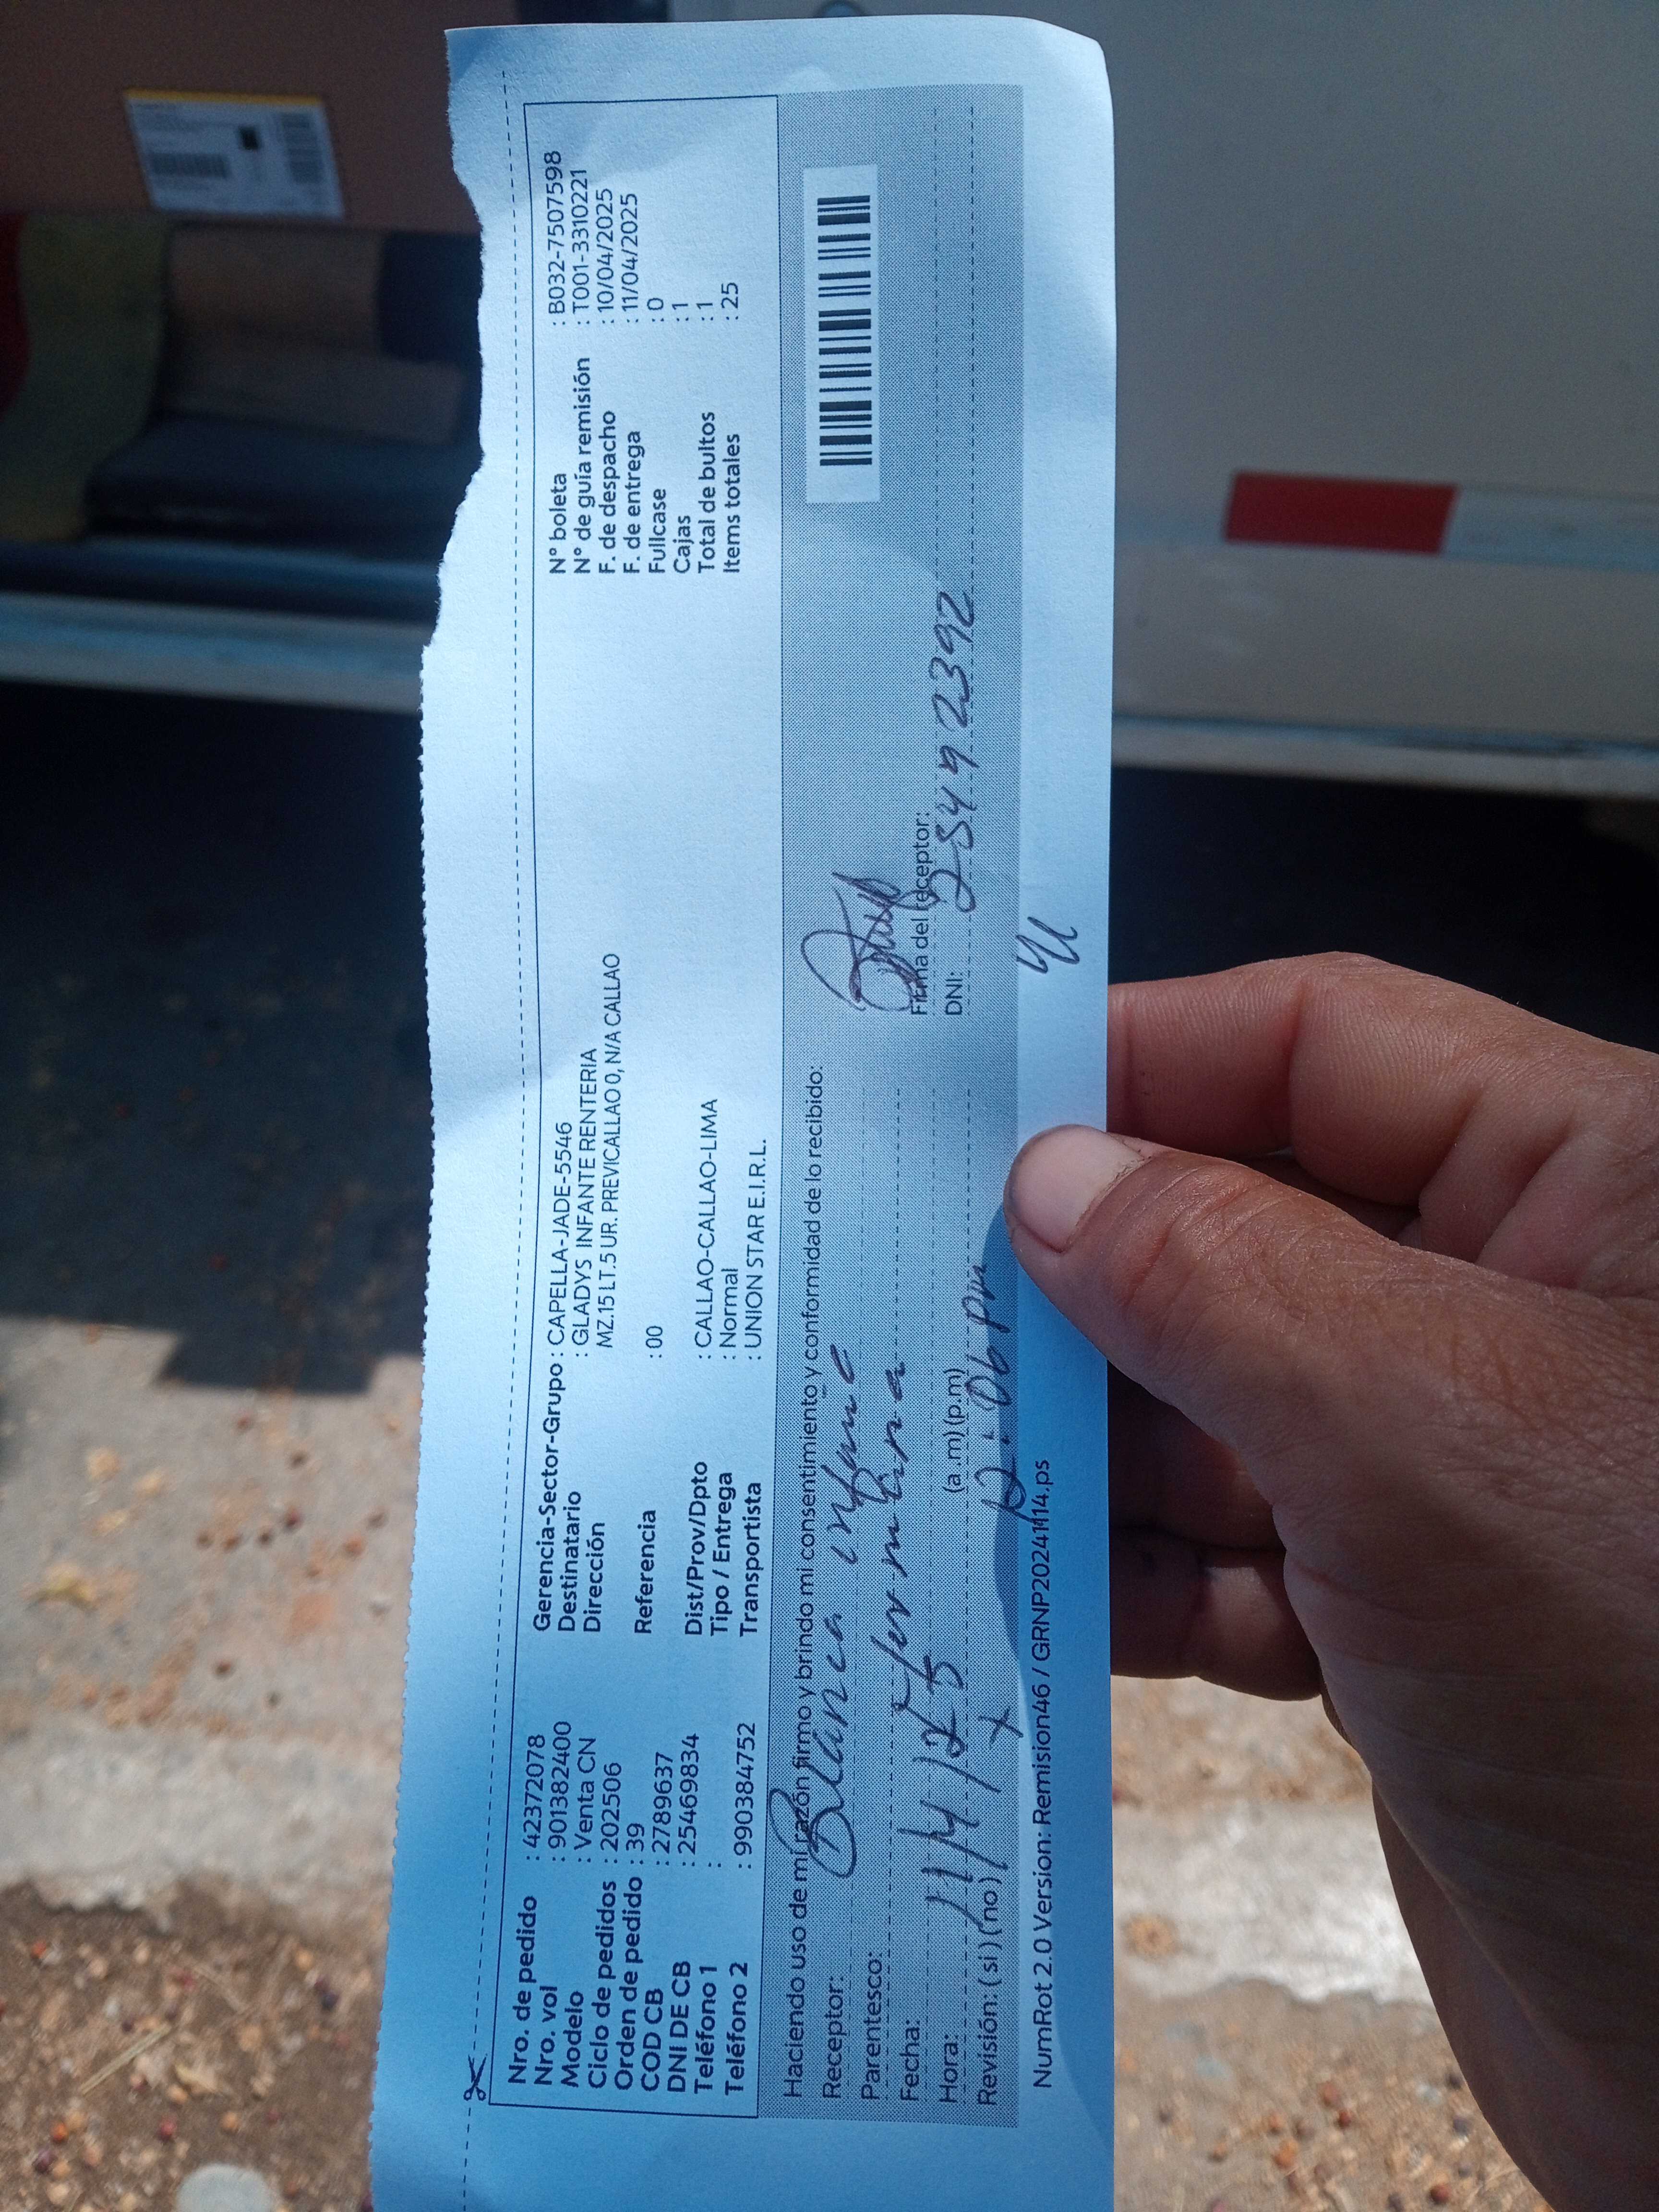 Nro. de pedido : 42372078
Nro. vol : 901382400
Modelo : Venta CN
Ciclo de pedidos : 202506
Orden de pedido : 39
COD CB : 2789637
DNI DE CB : 25469834
Teléfono 1 :
Teléfono 2 : 990384752
Gerencia-Sector-Grupo : CAPELLA-JADE-5546
Destinatario : GLADYS INFANTE RENTERIA
Dirección MZ.15 LT.5 UR. PREVICALLAO 0, N/A CALLAO
Referencia : 00
Dist/Prov/Dpto : CALLAO-CALLAO-LIMA
Tipo / Entrega : Normal
Transportista : UNION STAR E.I.R.L.
N° boleta : B032-7507598
N° de guía remisión : T001-3310221
F. de despacho : 10/04/2025
F. de entrega : 11/04/2025
Fullcase : 0
Cajas : 1
Total de bultos : 1
Items totales : 25
Haciendo uso de mi razón firmo y brindo mi consentimiento y conformidad de lo recibido:
Receptor: Blanca
Parentesco:
Fecha: 11/4/25
Hora: (a .m) (p.m) 12:06 pm
Revisión: ( si ) ( no )
Firma del receptor:
DNI: 25492392
NumRot 2.0 Version: Remision46 / GRNP20241114.ps